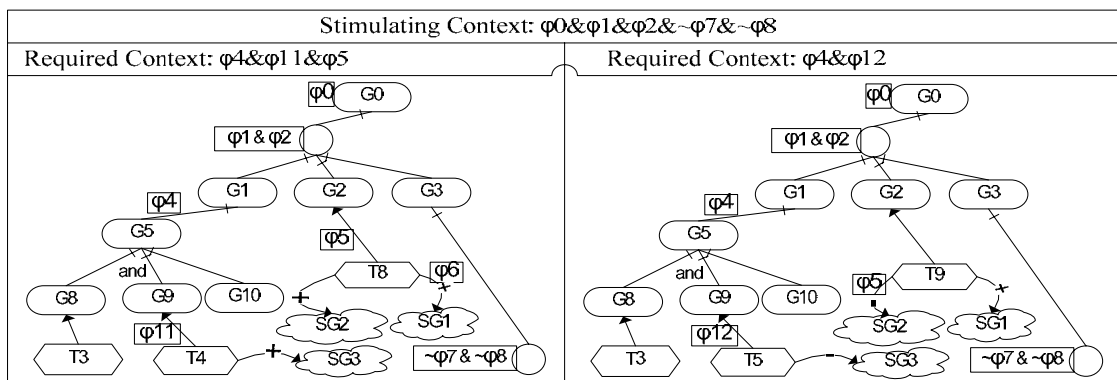 Stimulating Context: φ0&φ1&φ2&~φ7&~φ8
Required Context: φ4&φ11&φ5
φ0
G0
φ1 & φ2
G1
G2
G3
φ4
G5
φ5
and
T8
φ6
G8
G9
G10
+
+
SG2
SG1
φ11
T3
T4
+
SG3
~φ7 & ~φ8
Required Context: φ4&φ12
φ0
G0
φ1 & φ2
G1
G2
G3
φ4
G5
and
T9
φ5
G8
G9
G10
-
+
SG2
SG1
φ12
T3
T5
-
SG3
~φ7 & ~φ8